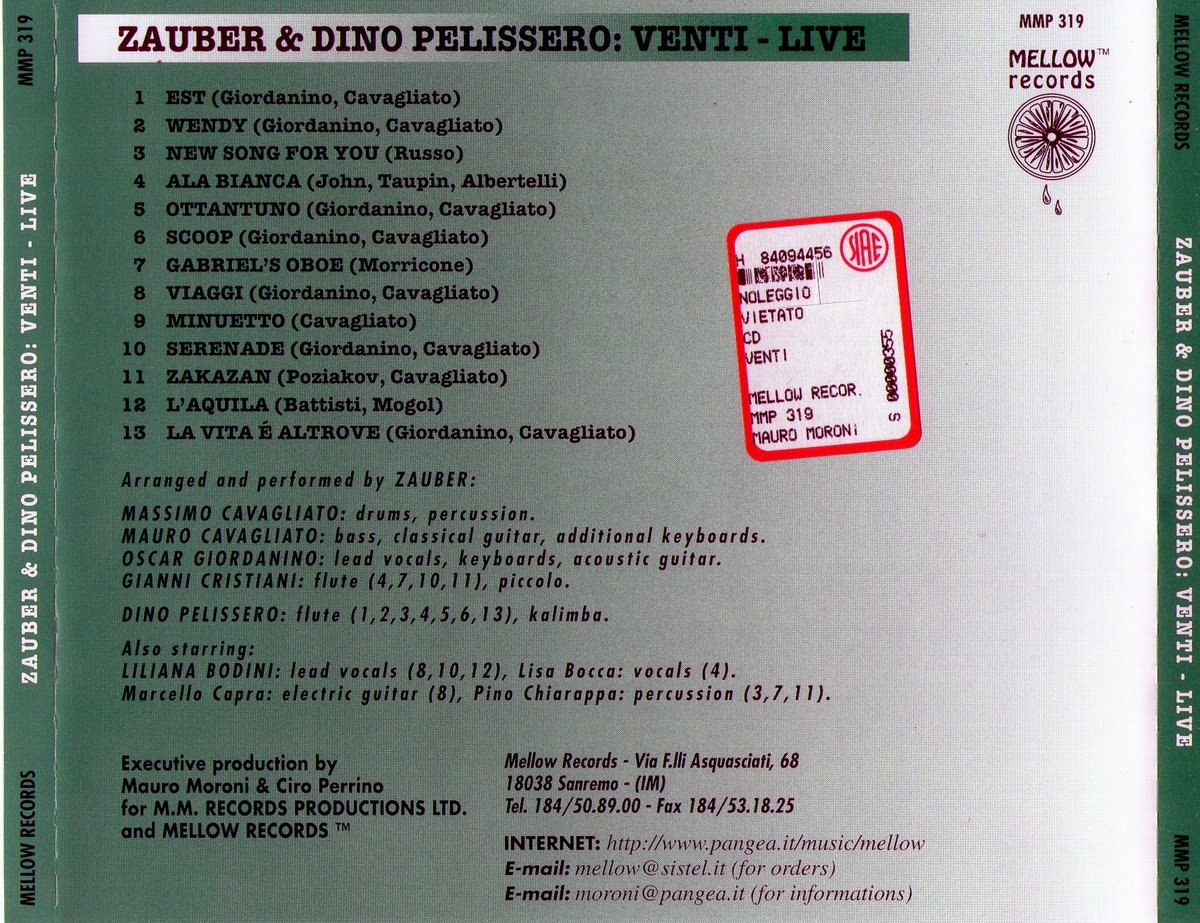 ZAUBER & DINO PELISSERO: VENTI - LIVE
MMP 319
MELLOW™
records
1 EST (Giordanino, Cavagliato)
2 WENDY (Giordanino, Cavagliato)
3 NEW SONG FOR YOU (Russo)
4 ALA BIANCA (John, Taupin, Albertelli)
5 OTTANTUNO (Giordanino, Cavagliato)
6 SCOOP (Giordanino, Cavagliato)
7 GABRIEL'S OBOE (Morricone)
8 VIAGGI (Giordanino, Cavagliato)
9 MINUETTO (Cavagliato)
10 SERENADE (Giordanino, Cavagliato)
11 ZAKAZAN (Poziakov, Cavagliato)
12 L'AQUILA (Battisti, Mogol)
13 LA VITA É ALTROVE (Giordanino, Cavagliato)
H 84094456
SIAE
NOLEGGIO
VIETATO
CD
VENTI
MELLOW RECOR.
MMP 319
MAURO MORONI
S 00000355
Arranged and performed by ZAUBER:
MASSIMO CAVAGLIATO: drums, percussion.
MAURO CAVAGLIATO: bass, classical guitar, additional keyboards.
OSCAR GIORDANINO: lead vocals, keyboards, acoustic guitar.
GIANNI CRISTIANI: flute (4,7,10,11), piccolo.
DINO PELISSERO: flute (1,2,3,4,5,6,13), kalimba.
Also starring:
LILIANA BODINI: lead vocals (8,10,12), Lisa Bocca: vocals (4).
Marcello Capra: electric guitar (8), Pino Chiarappa: percussion (3,7,11).
Executive production by
Mauro Moroni & Ciro Perrino
for M.M. RECORDS PRODUCTIONS LTD.
and MELLOW RECORDS ™
Mellow Records - Via F.lli Asquasciati, 68
18038 Sanremo - (IM)
Tel. 184/50.89.00 - Fax 184/53.18.25
INTERNET: http://www.pangea.it/music/mellow
E-mail: mellow@sistel.it (for orders)
E-mail: moroni@pangea.it (for informations)
MMP 319
ZAUBER & DINO PELISSERO: VENTI - LIVE
MELLOW RECORDS
MELLOW RECORDS
ZAUBER & DINO PELISSERO: VENTI - LIVE
MMP 319